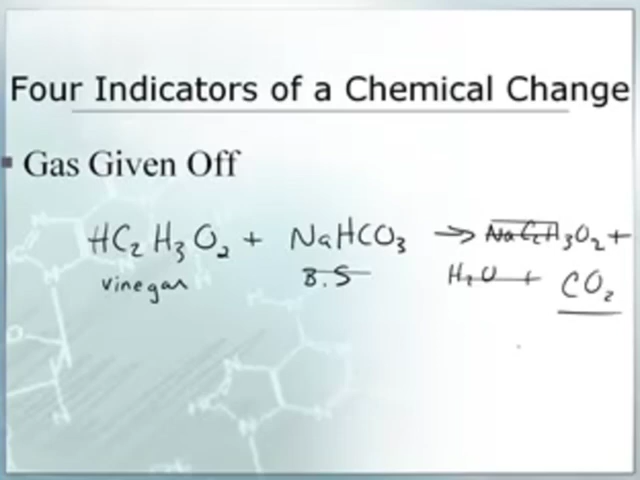 Four Indicators of a Chemical Change
Gas Given Off
HC₂H₃O₂ + NaHCO₃ → NaC₂H₃O₂ +
vinegar B.S H₂O + CO₂